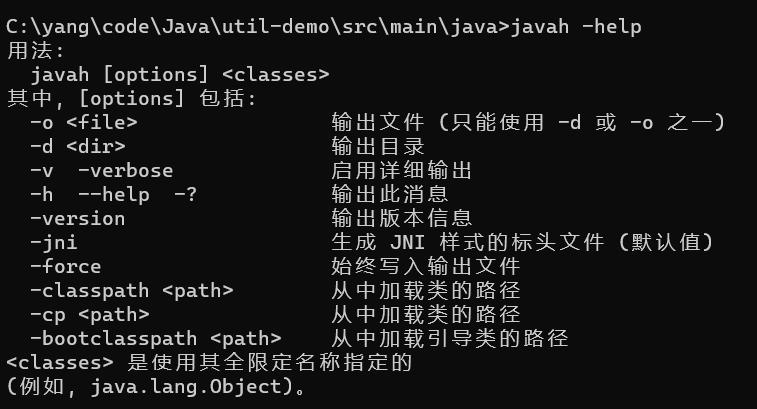 C:\yang\code\Java\util-demo\src\main\java>javah -help
用法:
  javah [options] <classes>
其中, [options] 包括:
  -o <file>                输出文件 (只能使用 -d 或 -o 之一)
  -d <dir>                 输出目录
  -v  -verbose             启用详细输出
  -h  --help  -?           输出此消息
  -version                 输出版本信息
  -jni                     生成 JNI 样式的标头文件 (默认值)
  -force                   始终写入输出文件
  -classpath <path>        从中加载类的路径
  -cp <path>               从中加载类的路径
  -bootclasspath <path>    从中加载引导类的路径
<classes> 是使用其全限定名称指定的
(例如, java.lang.Object)。